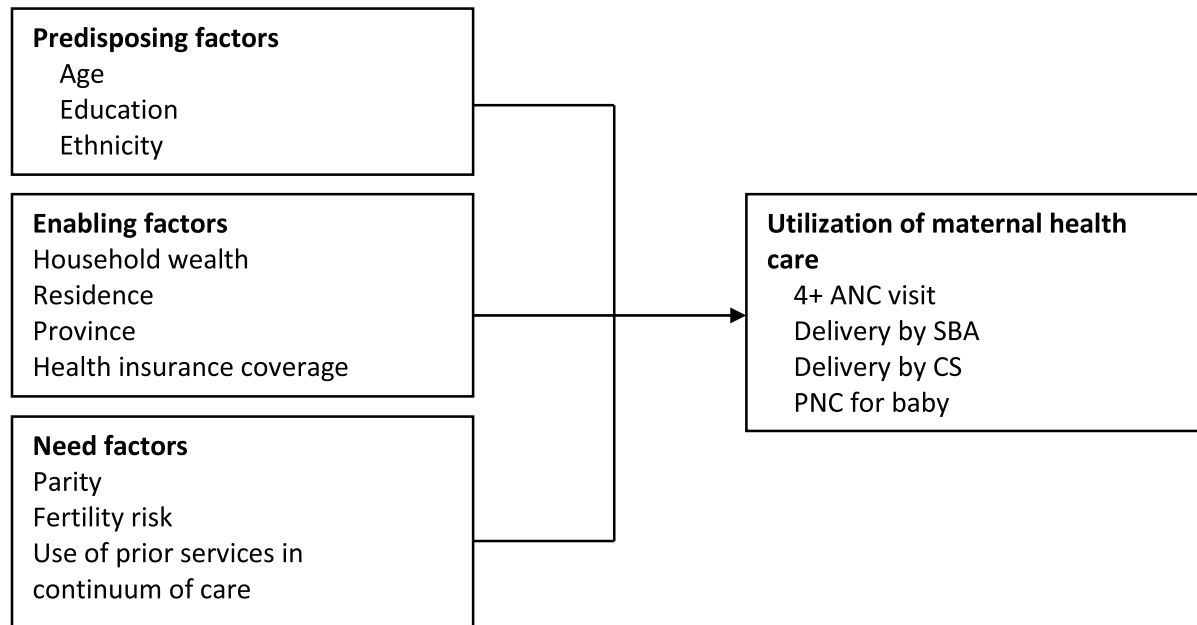 Predisposing factors
Age
Education
Ethnicity
Enabling factors
Household wealth
Residence
Province
Health insurance coverage
Need factors
Parity
Fertility risk
Use of prior services in
continuum of care
Utilization of maternal health
care
4+ ANC visit
Delivery by SBA
Delivery by CS
PNC for baby